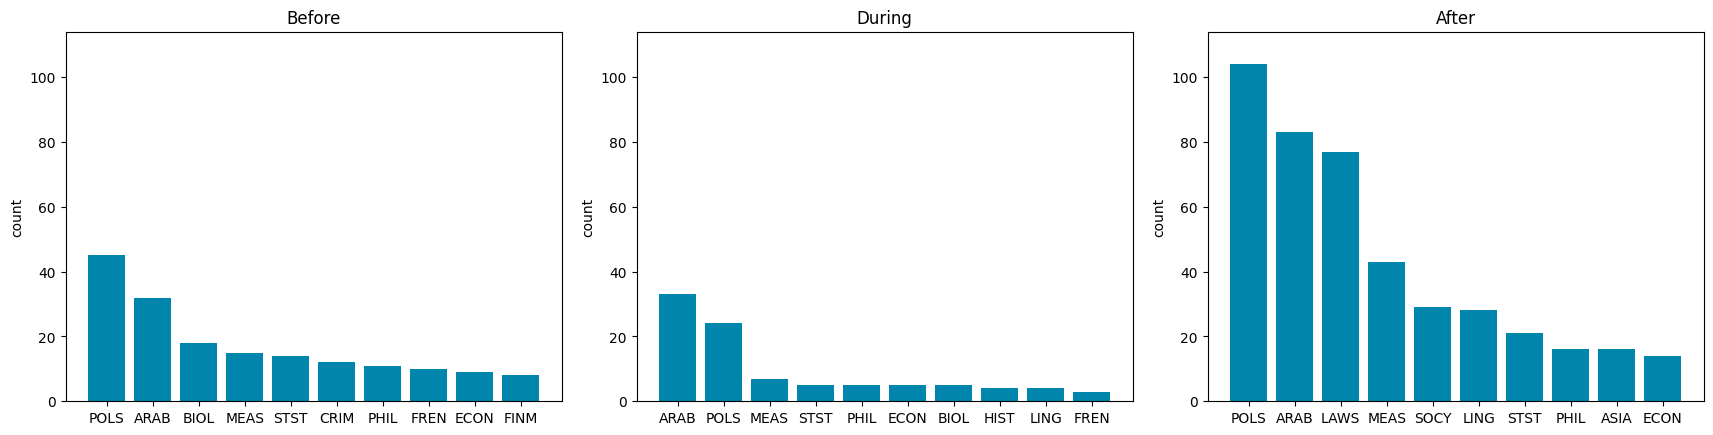 Before
count
100
80
60
40
20
0
POLS ARAB BIOL MEAS STST CRIM PHIL FREN ECON FINM
During
count
100
80
60
40
20
0
ARAB POLS MEAS STST PHIL ECON BIOL HIST LING FREN
After
count
100
80
60
40
20
0
POLS ARAB LAWS MEAS SOCY LING STST PHIL ASIA ECON